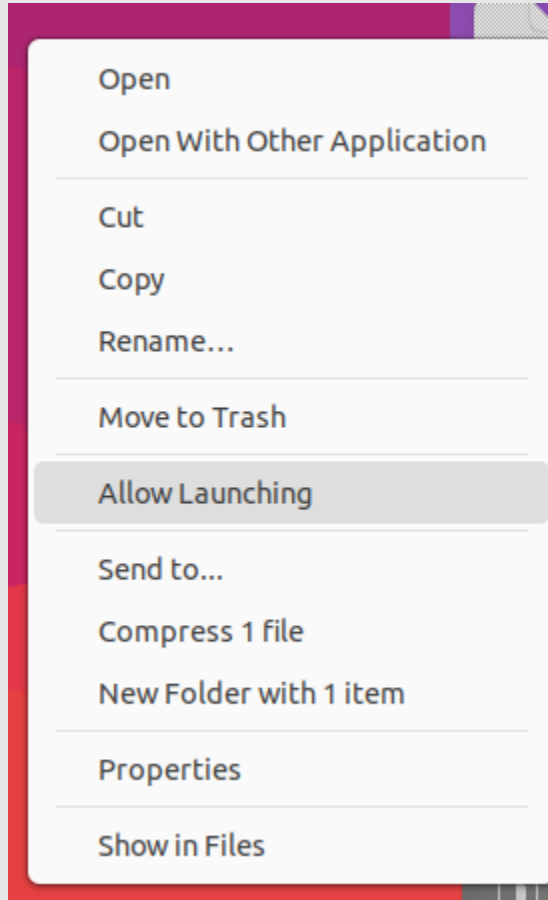 Open
Open With Other Application
Cut
Copy
Rename…
Move to Trash
Allow Launching
Send to...
Compress 1 file
New Folder with 1 item
Properties
Show in Files